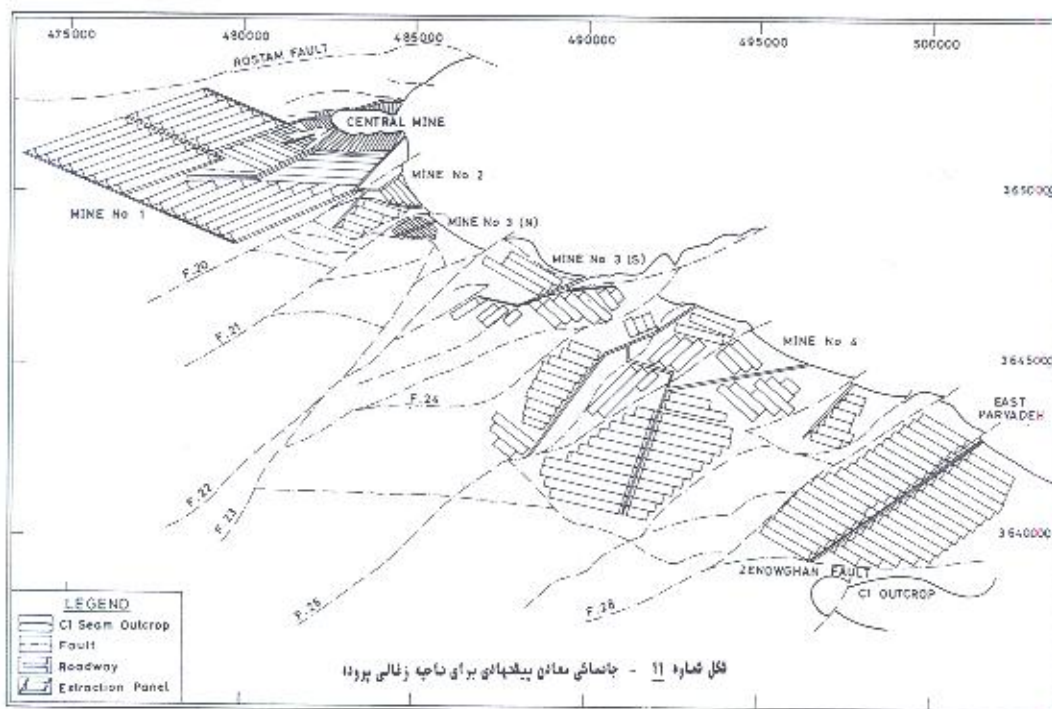 475000 480000 485000 490000 495000 500000
ROSTAM FAULT
CENTRAL MINE
MINE No 2
3650000
MINE No 1
MINE No 3 (N)
MINE No 3 (S)
F.20
F.21
MINE No 4
3645000
F.24
EAST
PARVADEH
F.22
F.23
3640000
ZENOWGHAN FAULT
C1 OUTCROP
F.25
F.26
LEGEND
C1 Seam Outcrop
Fault
Roadway
Extraction Panel
شکل شماره 11 - جانمائی معادن پیشنهادی برای ناحیه زغالی پروده